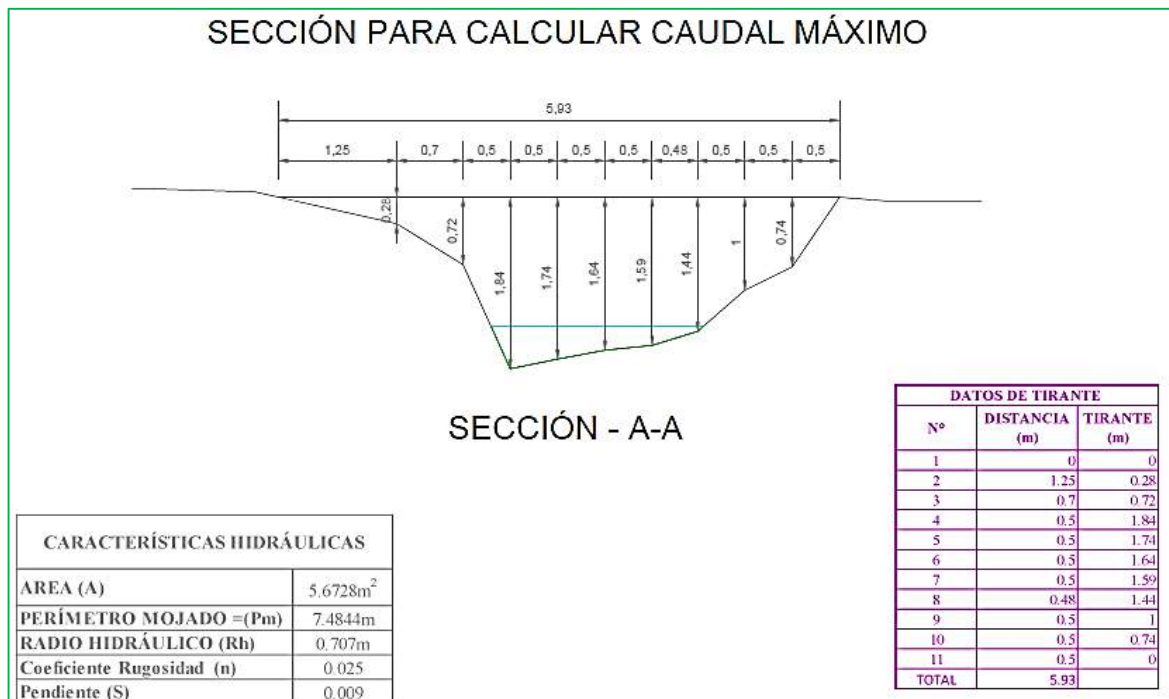 SECCIÓN PARA CALCULAR CAUDAL MÁXIMO
5,93
1,25 0,7 0,5 0,5 0,5 0,5 0,48 0,5 0,5 0,5
0,28
0,72
1,84
1,74
1,64
1,59
1,44
1
0,74
SECCIÓN - A-A
DATOS DE TIRANTE
Nº DISTANCIA (m) TIRANTE (m)
1 0 0
2 1.25 0.28
3 0.7 0.72
4 0.5 1.84
5 0.5 1.74
6 0.5 1.64
7 0.5 1.59
8 0.48 1.44
9 0.5 1
10 0.5 0.74
11 0.5 0
TOTAL 5.93
CARACTERÍSTICAS HIDRÁULICAS
AREA (A) 5.6728m²
PERÍMETRO MOJADO =(Pm) 7.4844m
RADIO HIDRÁULICO (Rh) 0.707m
Coeficiente Rugosidad (n) 0.025
Pendiente (S) 0.009